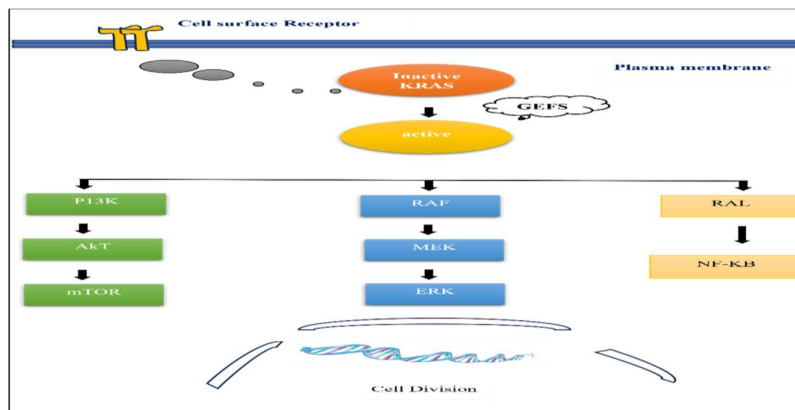 Cell surface Receptor
Plasma membrane
Inactive
KRAS
GEFS
active
P13K
RAF
RAL
AkT
MEK
NF-KB
mTOR
ERK
Cell Division